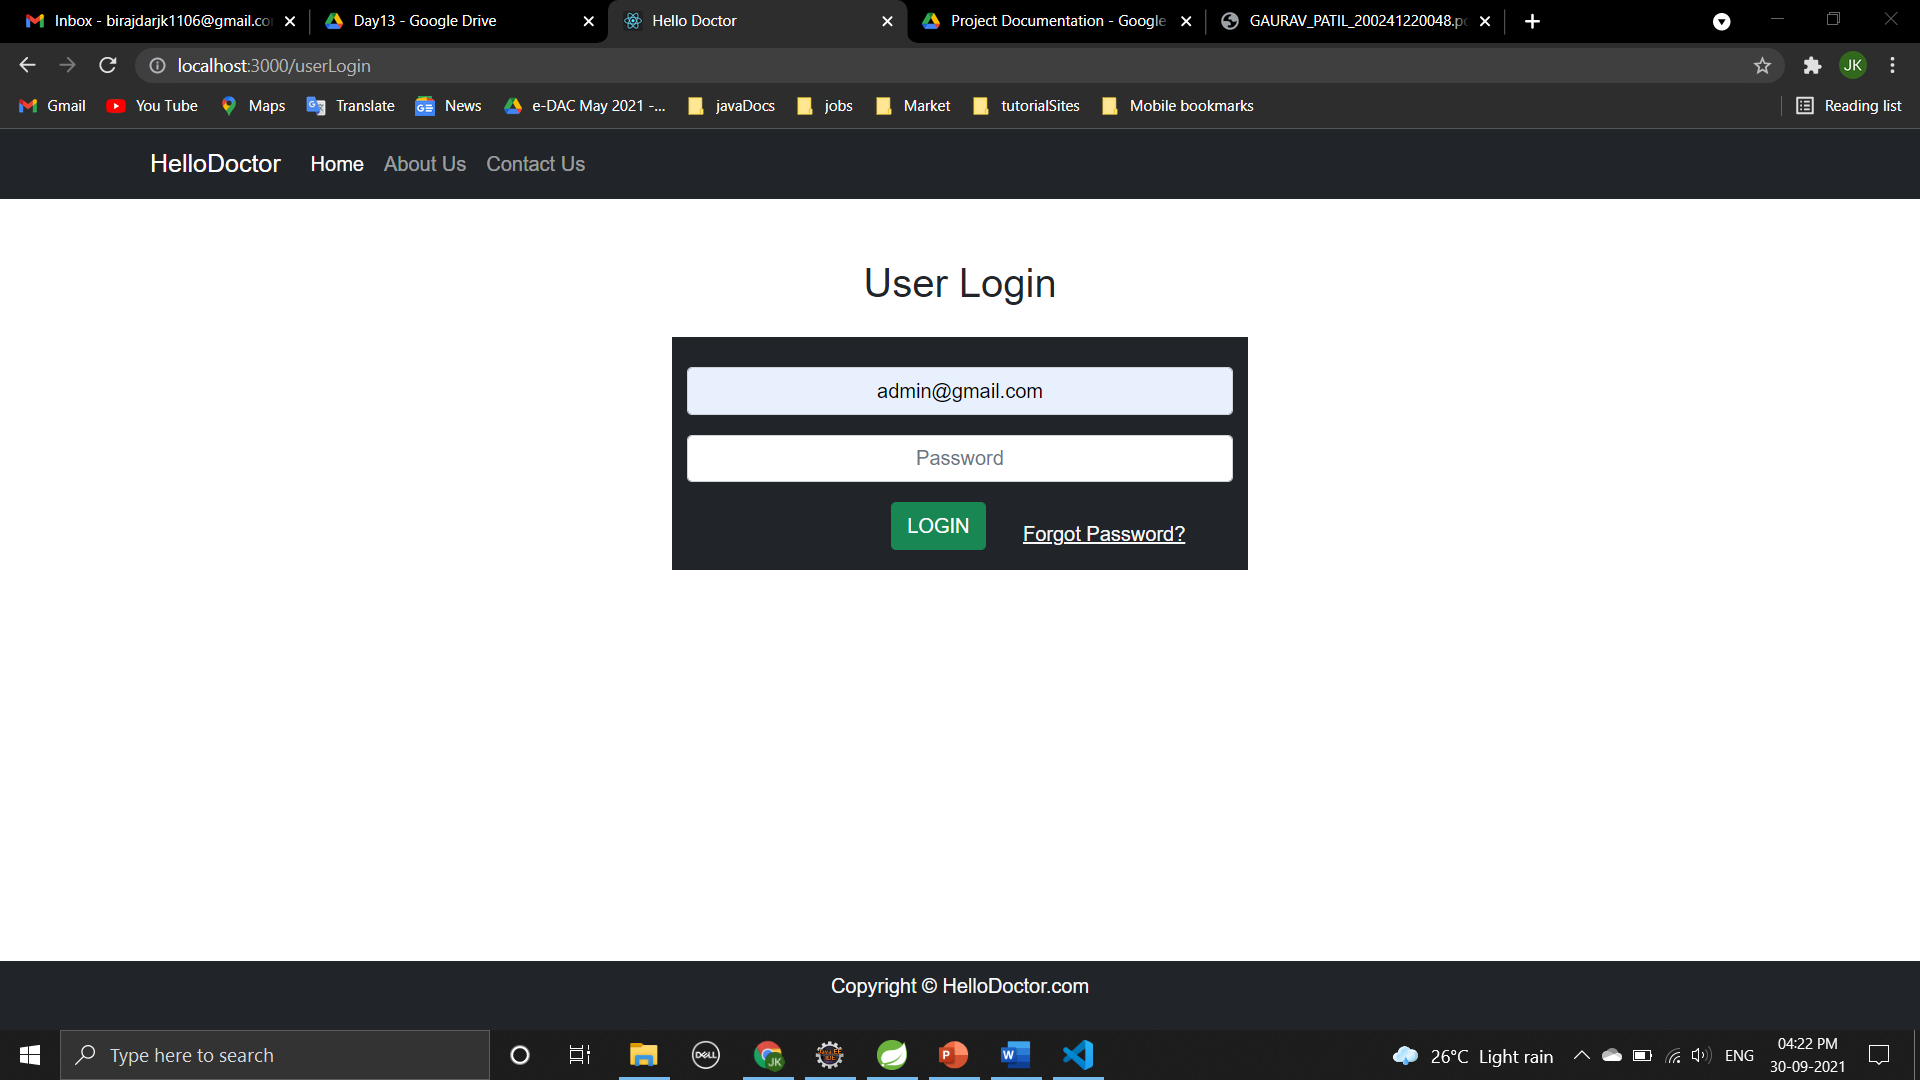 Inbox - birajdarjk1106@gmail.co
Day13 - Google Drive
Hello Doctor
Project Documentation - Google
GAURAV_PATIL_200241220048.p
localhost:3000/userLogin
JK
Gmail
You Tube
Maps
Translate
News
e-DAC May 2021 -...
javaDocs
jobs
Market
tutorialSites
Mobile bookmarks
Reading list
HelloDoctor
Home
About Us
Contact Us
User Login
admin@gmail.com
Password
LOGIN
Forgot Password?
Copyright © HelloDoctor.com
Type here to search
DELL
JK
P
W
26°C Light rain
ENG
04:22 PM
30-09-2021